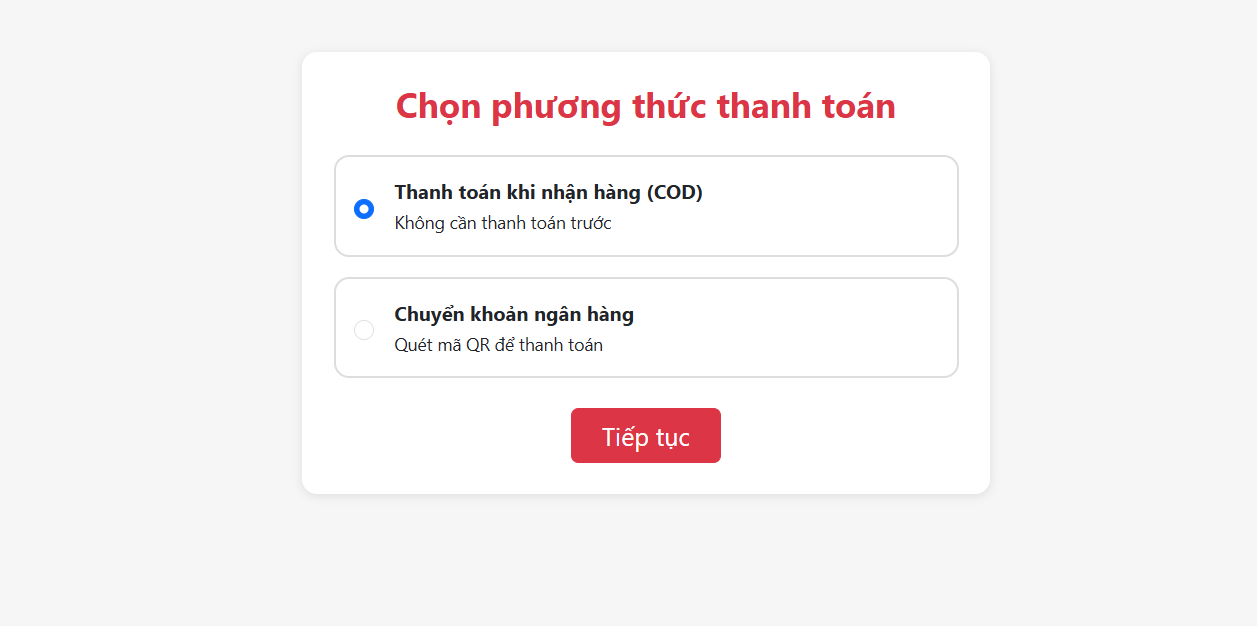 Chọn phương thức thanh toán
Thanh toán khi nhận hàng (COD)
Không cần thanh toán trước
Chuyển khoản ngân hàng
Quét mã QR để thanh toán
Tiếp tục